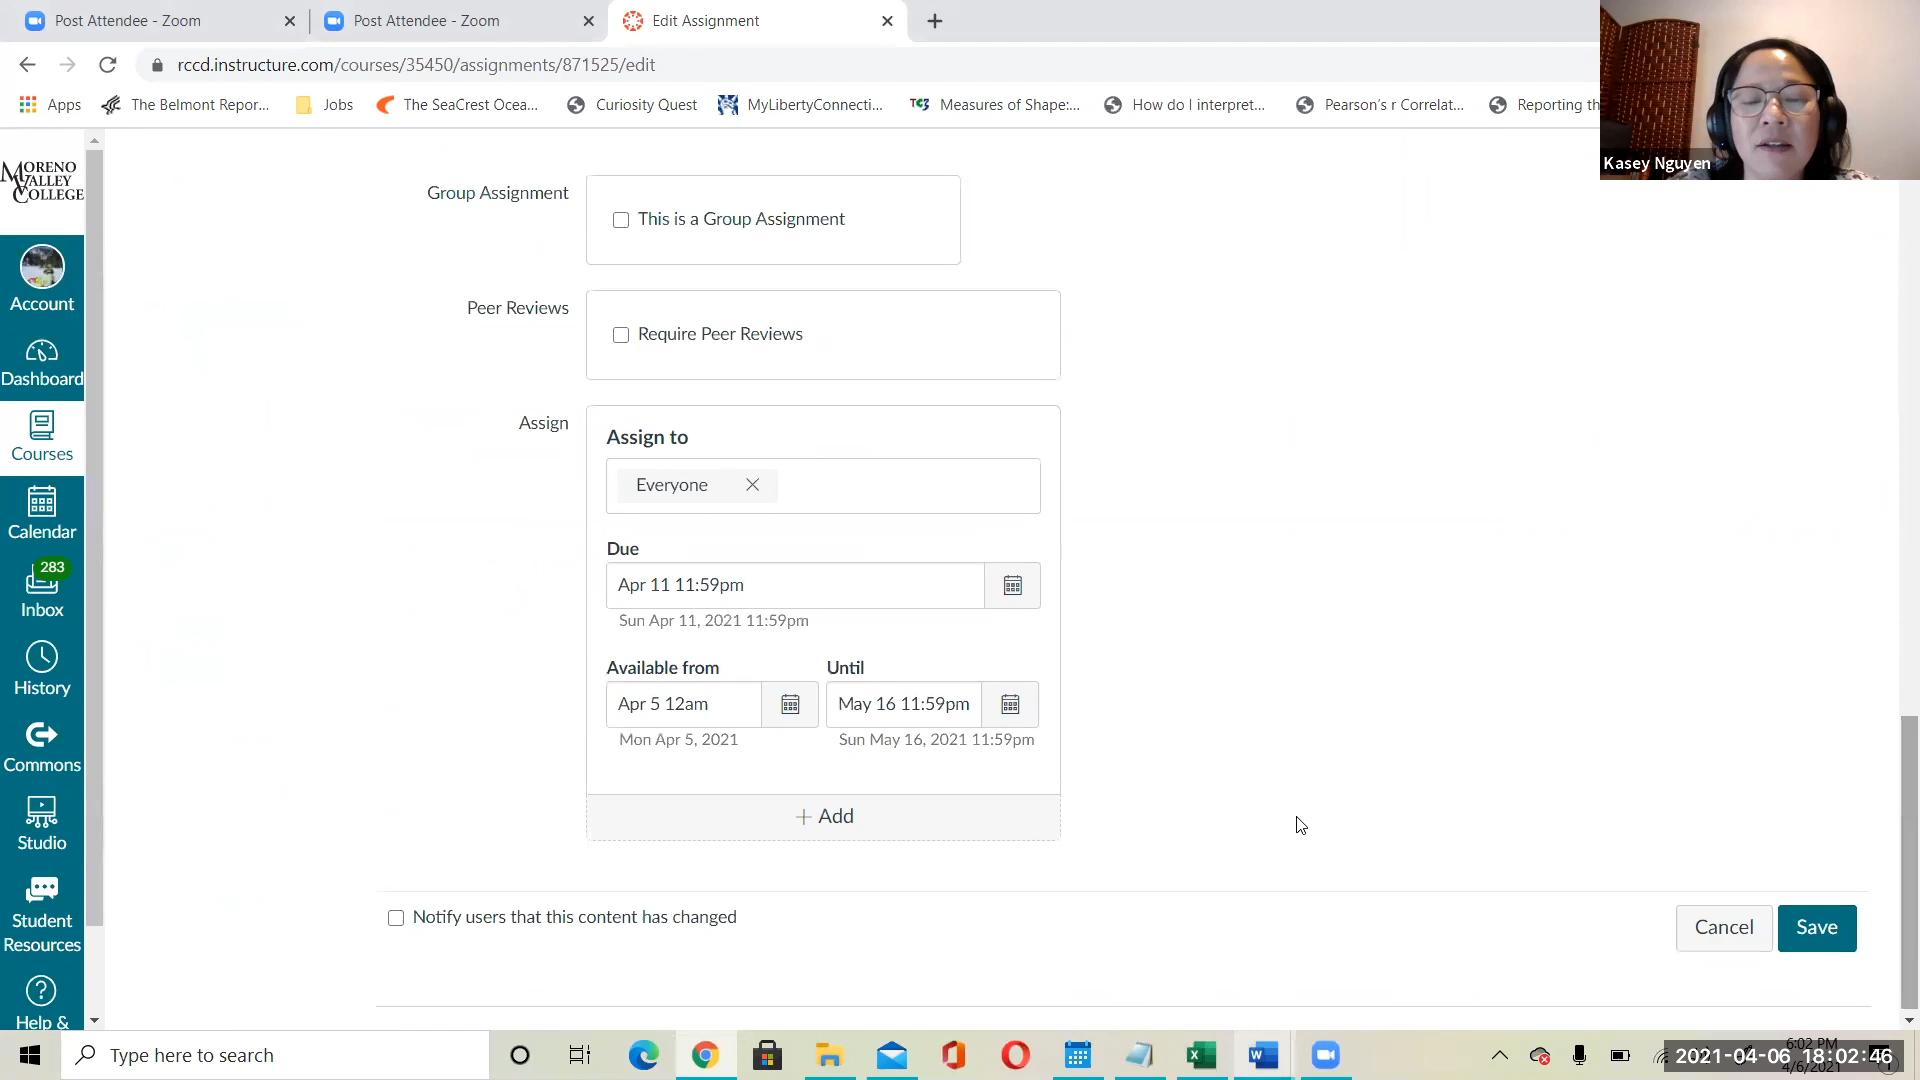 Post Attendee - Zoom
Post Attendee - Zoom
Edit Assignment
rccd.instructure.com/courses/35450/assignments/871525/edit
Apps
The Belmont Repor...
Jobs
The SeaCrest Ocea...
Curiosity Quest
MyLibertyConnecti...
Measures of Shape:...
How do I interpret...
Pearson's r Correlat...
Reporting th
Kasey Nguyen
MORENO
VALLEY
COLLEGE
Account
Dashboard
Courses
Calendar
283
Inbox
History
Commons
Studio
Student
Resources
Help &
Group Assignment
This is a Group Assignment
Peer Reviews
Require Peer Reviews
Assign
Assign to
Everyone
Due
Apr 11 11:59pm
Sun Apr 11, 2021 11:59pm
Available from
Until
Apr 5 12am
May 16 11:59pm
Mon Apr 5, 2021
Sun May 16, 2021 11:59pm
+ Add
Notify users that this content has changed
Cancel
Save
Type here to search
6:02 PM
2021-04-06 18:02:46